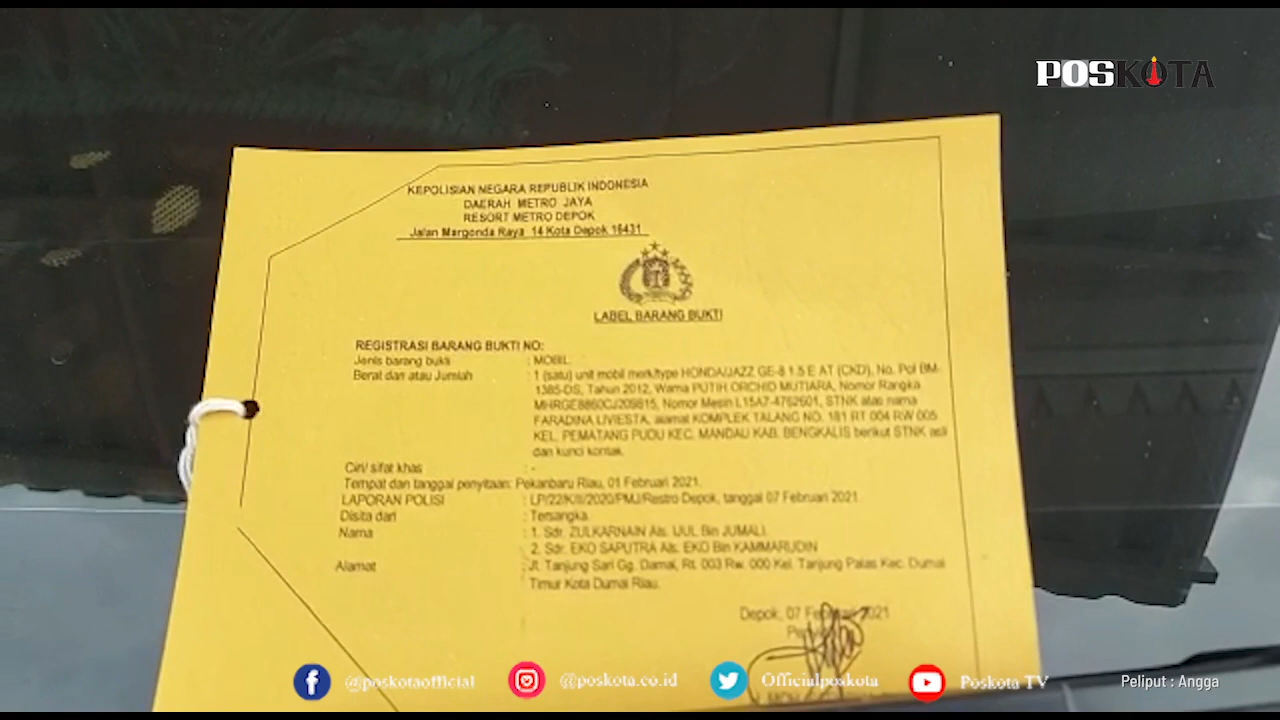 POSKOTA
KEPOLISIAN NEGARA REPUBLIK INDONESIA
DAERAH METRO JAYA
RESORT METRO DEPOK
Jalan Margonda Raya 14 Kota Depok 16431
LABEL BARANG BUKTI
REGISTRASI BARANG BUKTI NO:
Jenis barang bukti : MOBIL
Berat dan atau Jumlah : 1 (satu) unit mobil merk/type HONDA/JAZZ GE-8 1.5 E AT (CKD), No. Pol BM-
1385-DS, Tahun 2012, Warna PUTIH ORCHID MUTIARA, Nomor Rangka
MHRGE8860CJ209815, Nomor Mesin L15A7-4762601, STNK atas nama
FARADINA LIVIESTA, alamat KOMPLEK TALANG NO. 181 RT 004 RW 005
KEL. PEMATANG PUDU KEC. MANDAU KAB. BENGKALIS berikut STNK asli
dan kunci kontak.
Ciri/ sifat khas : -
Tempat dan tanggal penyitaan: Pekanbaru Riau, 01 Februari 2021.
LAPORAN POLISI : LP/22/K/II/2020/PMJ/Restro Depok, tanggal 07 Februari 2021
Disita dari : Tersangka
Nama : 1. Sdr. ZULKARNAIN Als. UUL Bin JUMALI
2. Sdr. EKO SAPUTRA Als. EKO Bin KAMMARUDIN
Alamat : Jl. Tanjung Sari Gg. Damai, Rt. 003 Rw. 000 Kel. Tanjung Palas Kec. Dumai
Timur Kota Dumai Riau.
Depok, 07 Februari 2021
@poskotaofficial
@poskota.co.id
Officialposkota
Poskota TV
Peliput : Angga